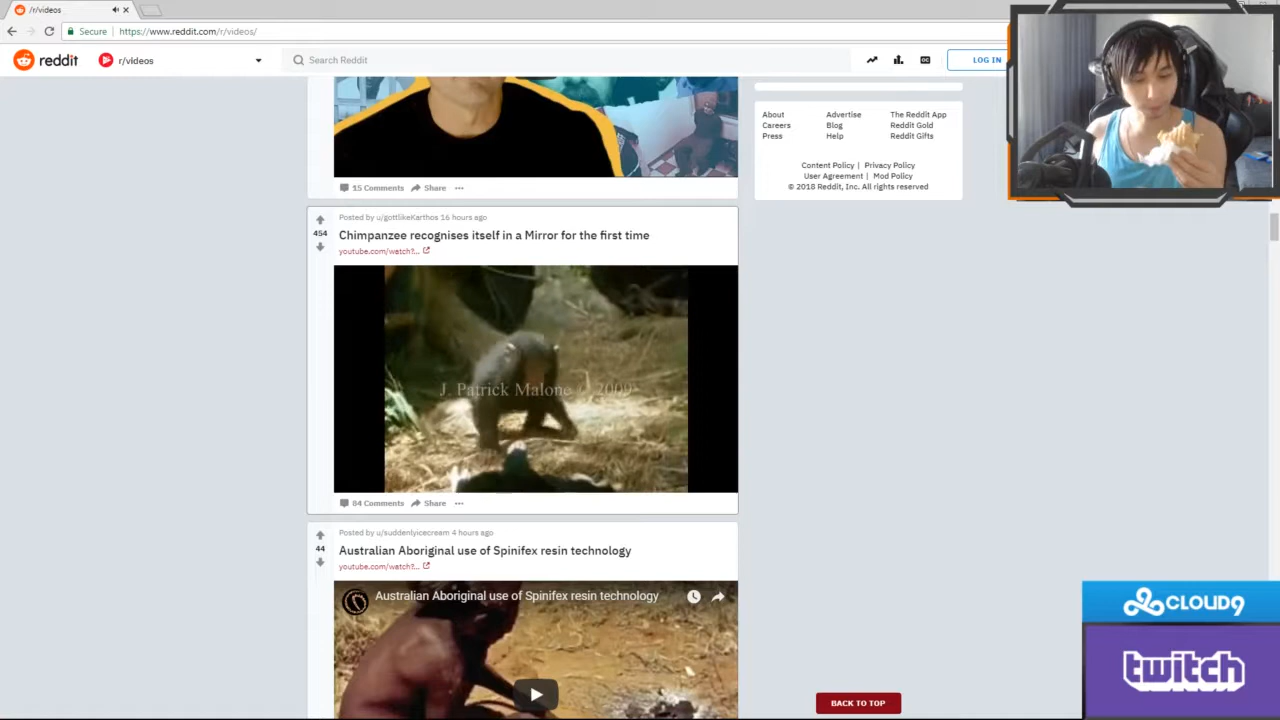 /r/videos
Secure https://www.reddit.com/r/videos/
reddit r/videos Search Reddit LOG IN
About Advertise The Reddit App
Careers Blog Reddit Gold
Press Help Reddit Gifts
Content Policy | Privacy Policy |
User Agreement | Mod Policy
© 2018 Reddit, Inc. All rights reserved
15 Comments Share
Posted by u/gottlikeKarthos 16 hours ago
454
Chimpanzee recognises itself in a Mirror for the first time
youtube.com/watch?...
J. Patrick Malone © 2009
84 Comments Share
Posted by u/suddenlyicecream 4 hours ago
44
Australian Aboriginal use of Spinifex resin technology
youtube.com/watch?...
Australian Aboriginal use of Spinifex resin technology
BACK TO TOP
CLOUD9
twitch